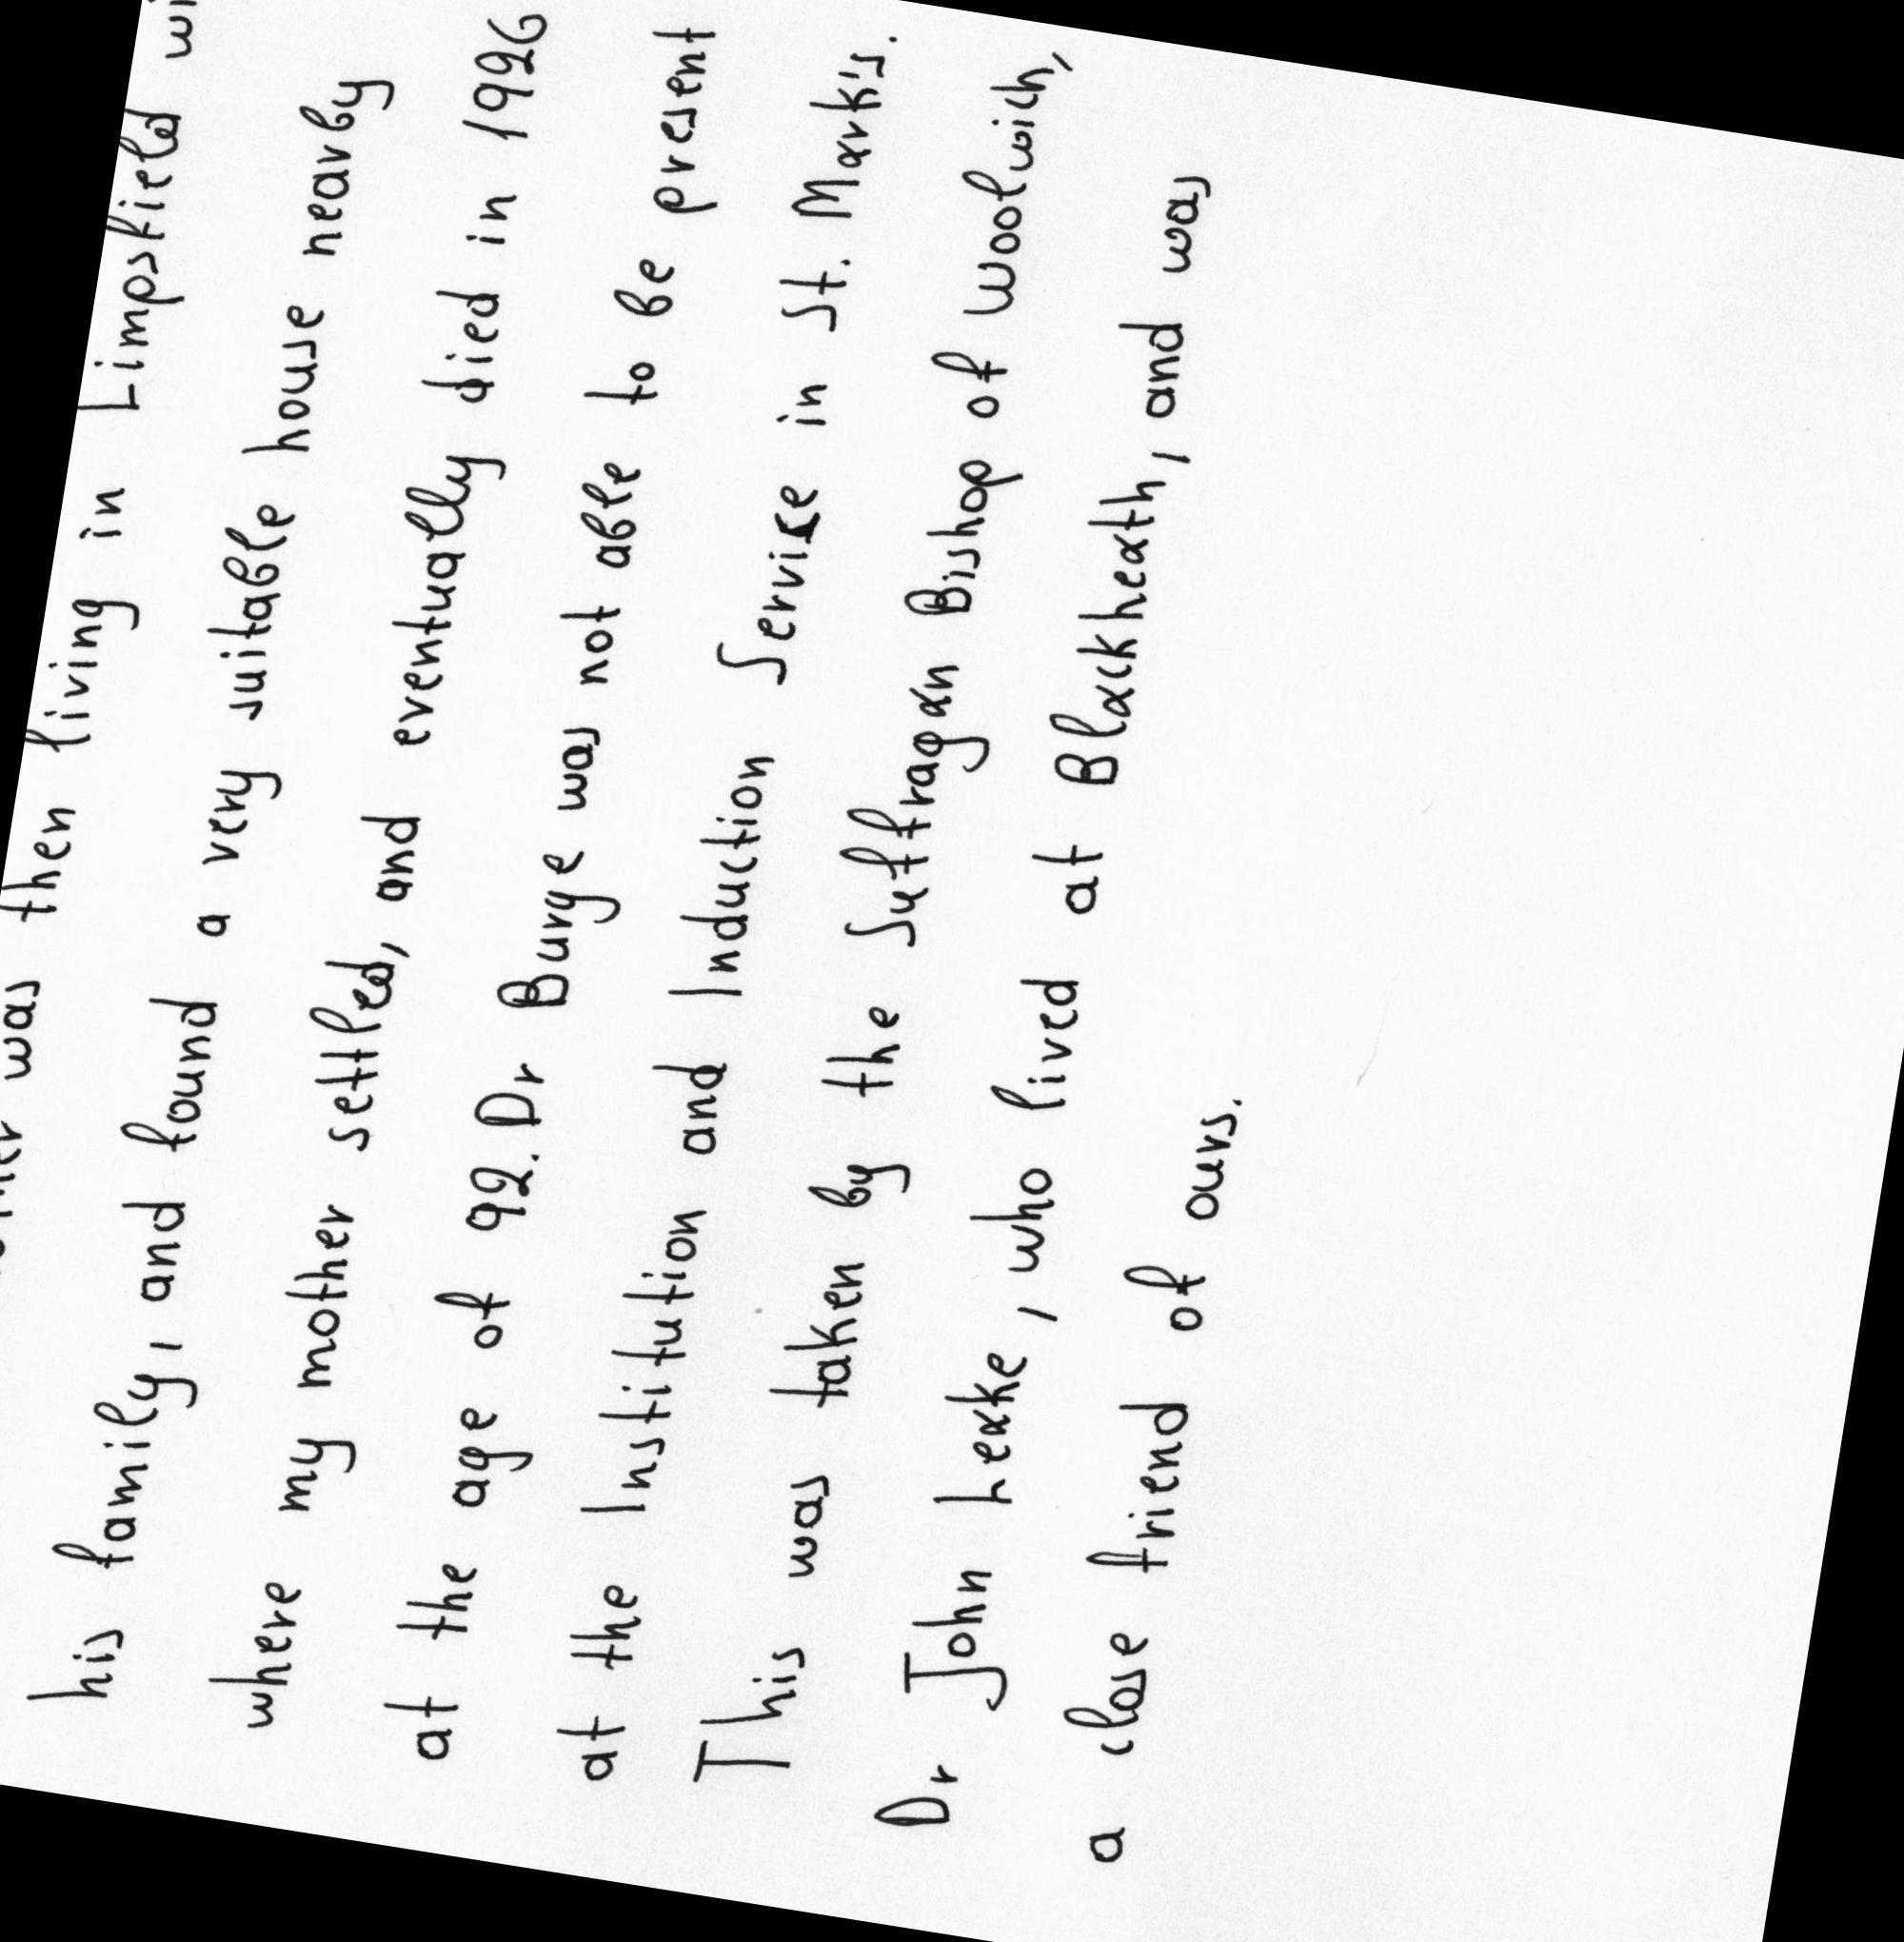 was then living in Limpsfield
his family, and found a very suitable house nearby
where my mother settled, and eventually died in 1926
at the age of 92. Dr Burge was not able to be present
at the Institution and Induction Service in St. Mark's.
This was taken by the Suffragan Bishop of Woolwich,
Dr John Leake, who lived at Blackheath, and was
a close friend of ours.